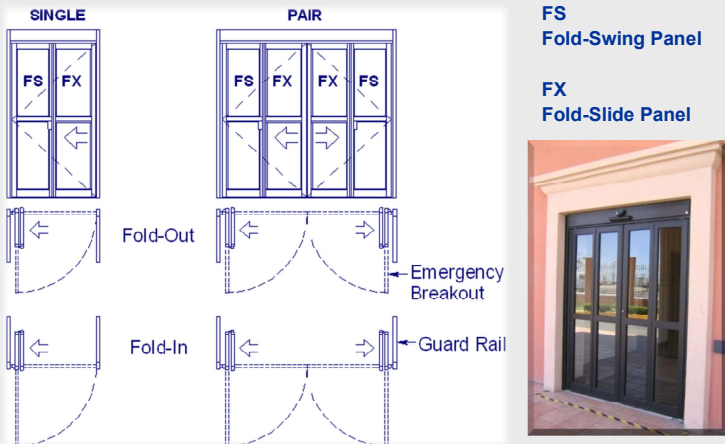 SINGLE
PAIR
FS
Fold-Swing Panel
FX
Fold-Slide Panel
FS FX
FS FX FX FS
Fold-Out
Emergency
Breakout
Fold-In
Guard Rail